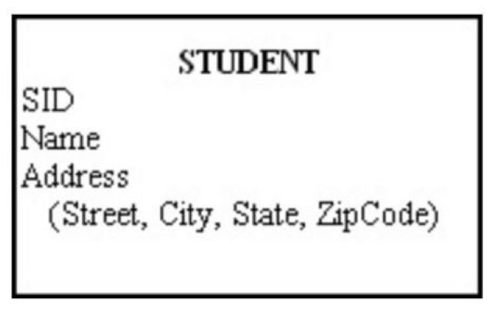 STUDENT
SID
Name
Address
(Street, City, State, ZipCode)